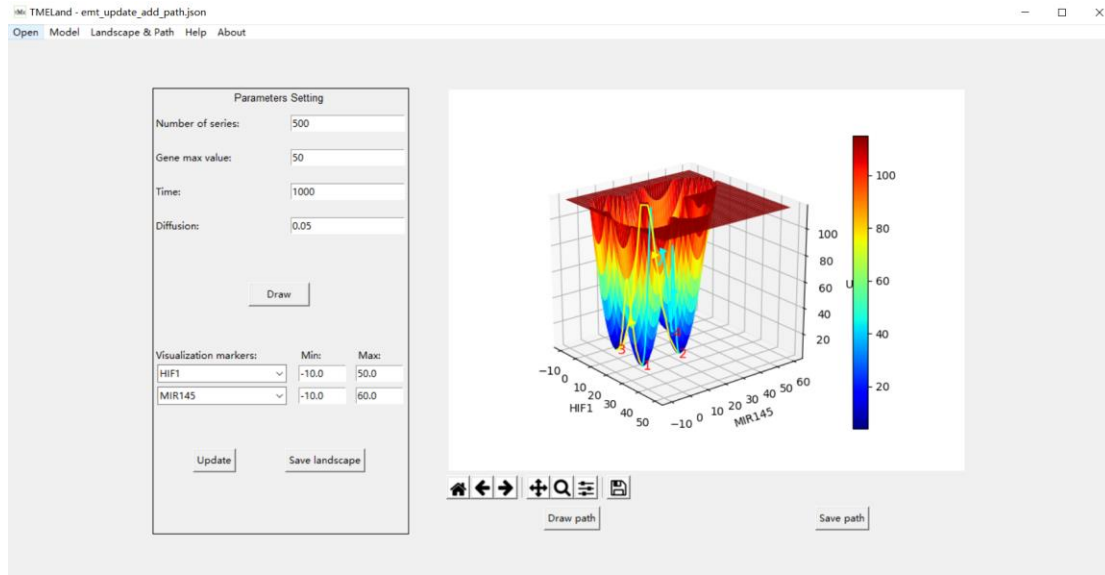 TMELand - emt_update_add_path.json
Open Model Landscape & Path Help About
Parameters Setting
Number of series: 500
Gene max value: 50
Time: 1000
Diffusion: 0.05
Draw
Visualization markers: Min: Max:
HIF1 -10.0 50.0
MIR145 -10.0 60.0
Update Save landscape
100
80
60
40
20
U
100
80
60
40
20
3
1
2
-10
0
10
20
30
40
50
HIF1
-10
0
10
20
30
40
50
60
MIR145
Draw path Save path